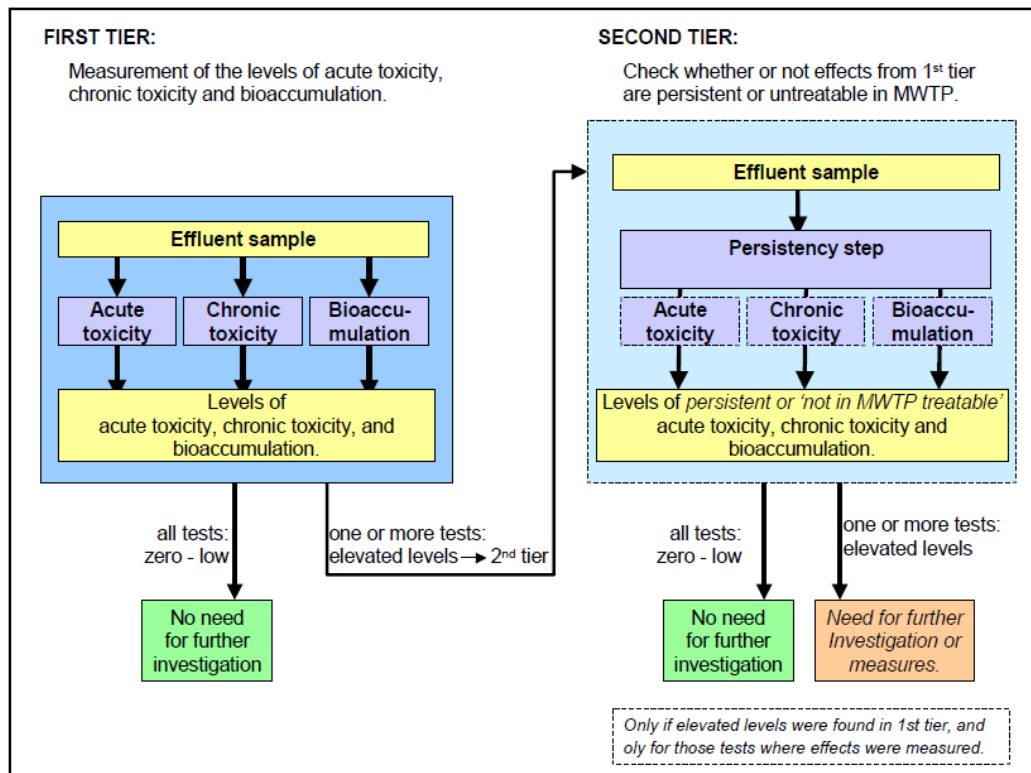 FIRST TIER:
Measurement of the levels of acute toxicity,
chronic toxicity and bioaccumulation.
Effluent sample
Acute
toxicity
Chronic
toxicity
Bioaccu-
mulation
Levels of
acute toxicity, chronic toxicity, and
bioaccumulation.
all tests:
zero - low
one or more tests:
elevated levels → 2nd tier
No need
for further
investigation
SECOND TIER:
Check whether or not effects from 1st tier
are persistent or untreatable in MWTP.
Effluent sample
Persistency step
Acute
toxicity
Chronic
toxicity
Bioaccu-
mulation
Levels of persistent or ‘not in MWTP treatable’
acute toxicity, chronic toxicity and
bioaccumulation.
all tests:
zero - low
one or more tests:
elevated levels
No need
for further
investigation
Need for further
Investigation or
measures.
Only if elevated levels were found in 1st tier, and
oly for those tests where effects were measured.